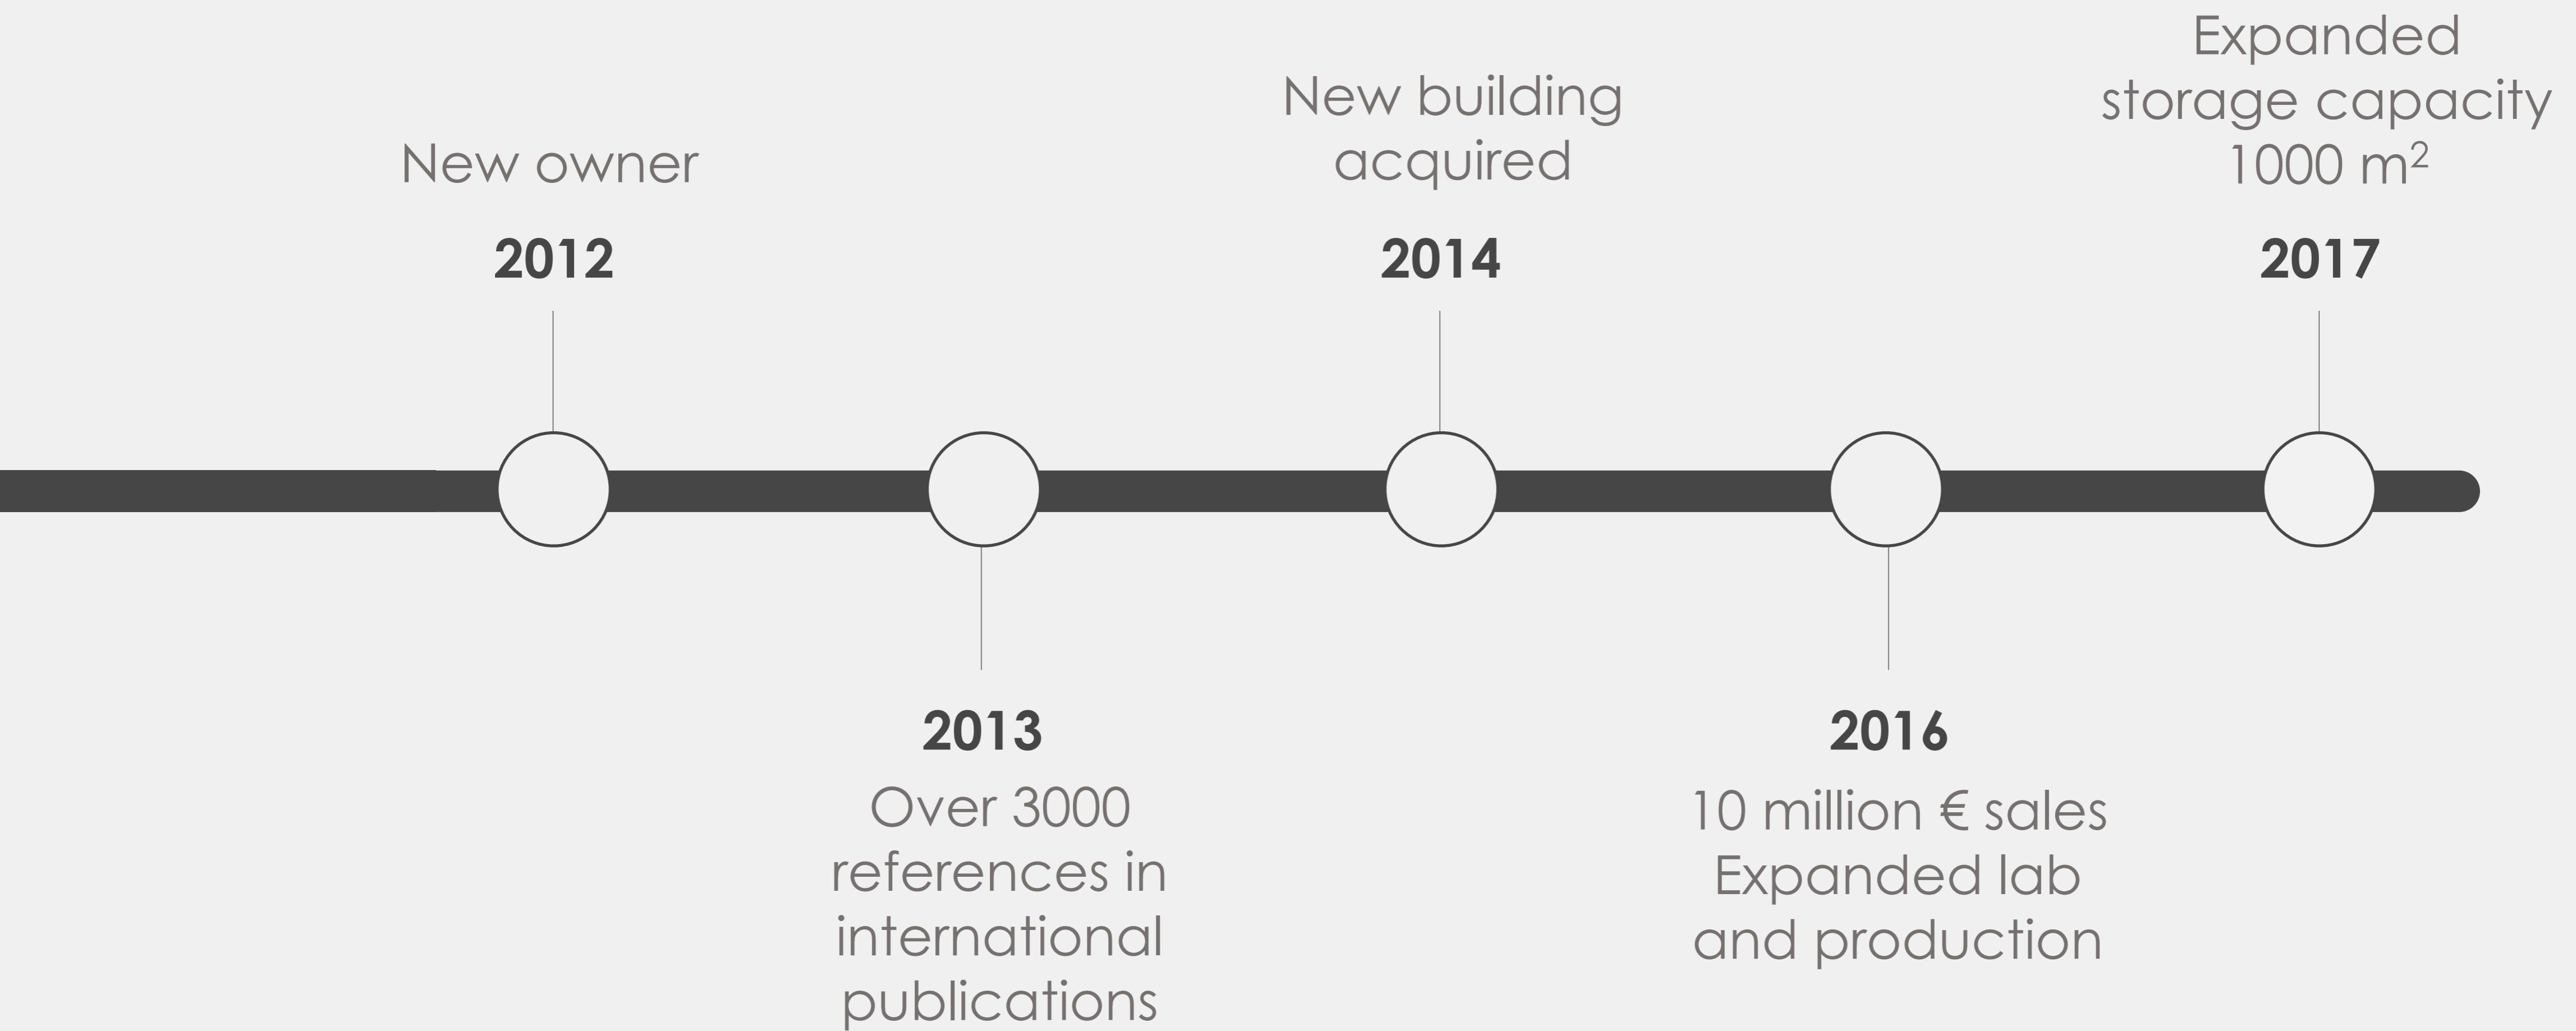 New owner
2012
2013
Over 3000
references in
international
publications
New building
acquired
2014
2016
10 million € sales
Expanded lab
and production
Expanded
storage capacity
1000 m²
2017